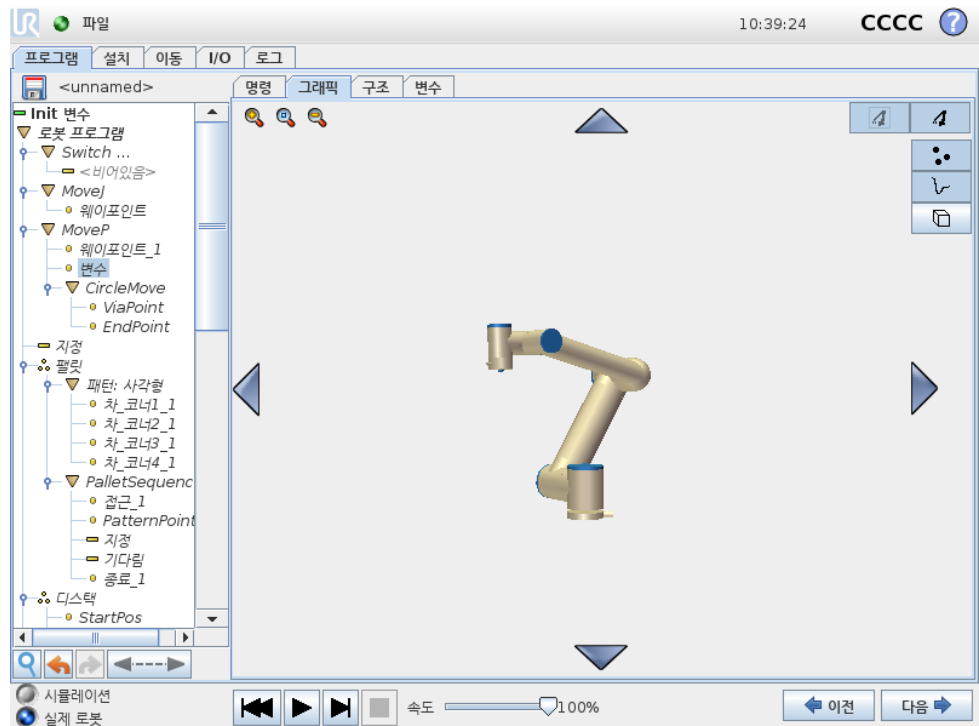 UR 파일 10:39:24 CCCC ?
프로그램 설치 이동 I/O 로그
<unnamed> 명령 그래픽 구조 변수
Init 변수
로봇 프로그램
Switch ...
<비어있음>
MoveJ
웨이포인트
MoveP
웨이포인트_1
변수
CircleMove
ViaPoint
EndPoint
지정
팔릿
패턴: 사각형
차_코너1_1
차_코너2_1
차_코너3_1
차_코너4_1
PalletSequenc
접근_1
PatternPoint
지정
기다림
종료_1
디스택
StartPos
시뮬레이션
실제 로봇
속도 100% 이전 다음